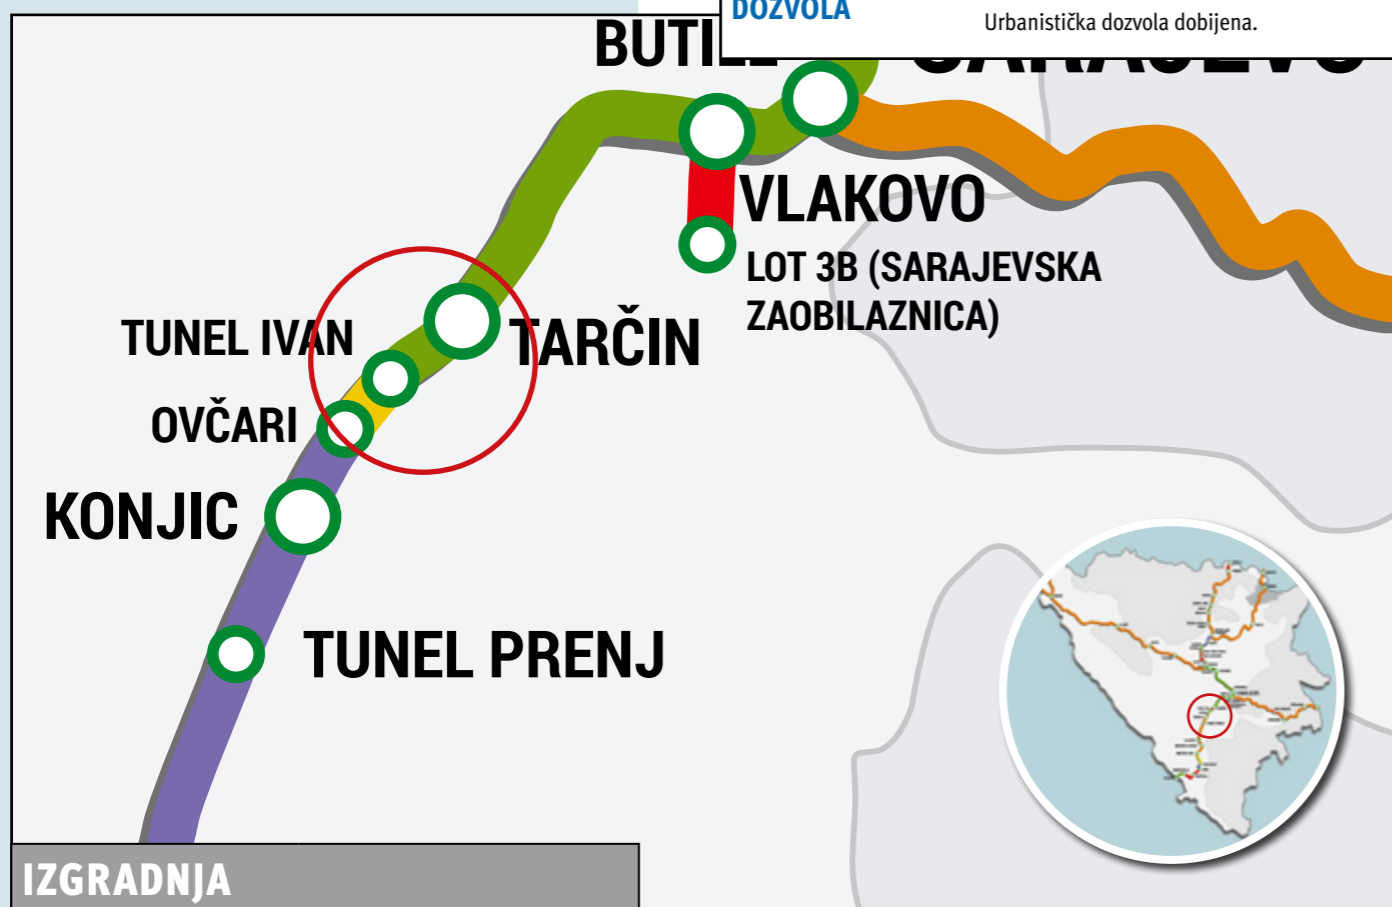 DOZVOLA
Urbanistička dozvola dobijena.
VLAKOVO
LOT 3B (SARAJEVSKA
ZAOBILAZNICA)
TUNEL IVAN
TARČIN
OVČARI
KONJIC
TUNEL PRENJ
IZGRADNJA